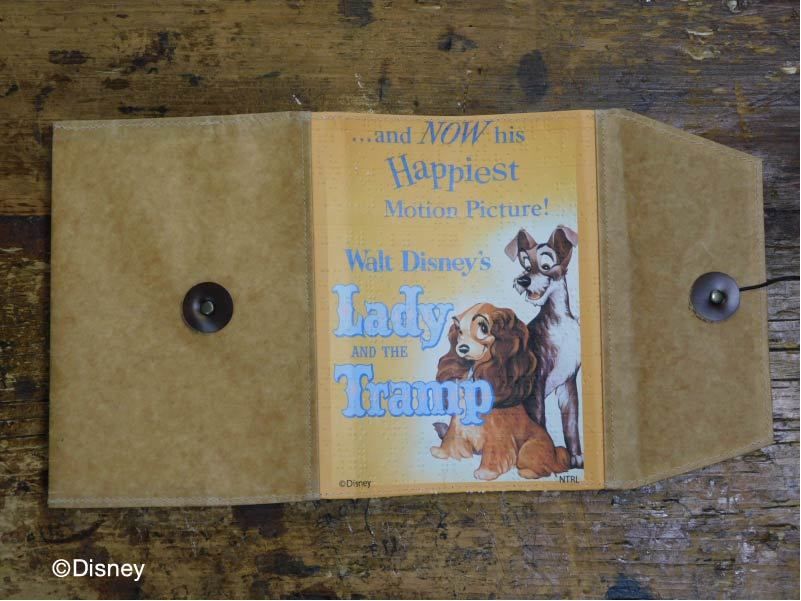 ...and NOW his
Happiest
Motion Picture!
Walt Disney's
Lady
AND THE
Tramp
©Disney
NTRL
©Disney